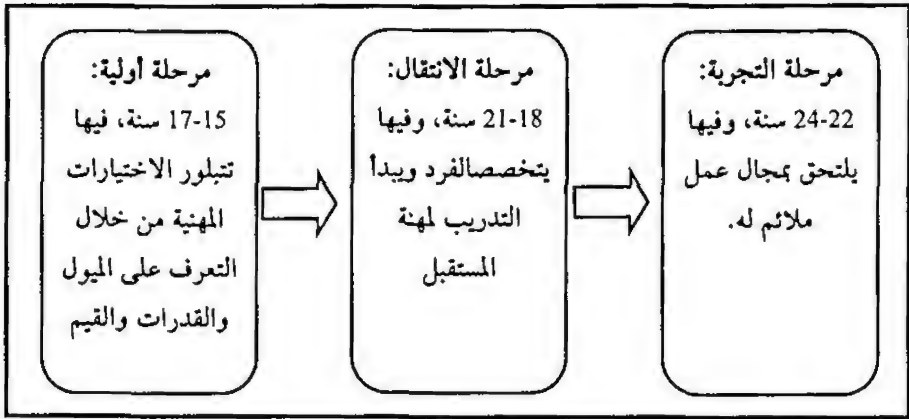 مرحلة أولية:
15-17 سنة، فيها
تتبلور الاختيارات
المهنية من خلال
التعرف على الميول
والقدرات والقيم
مرحلة الانتقال:
18-21 سنة، وفيها
يتخصصالفرد ويبدأ
التدريب لمهنة
المستقبل
مرحلة التجربة:
22-24 سنة، وفيها
يلتحق بمجال عمل
ملائم له.